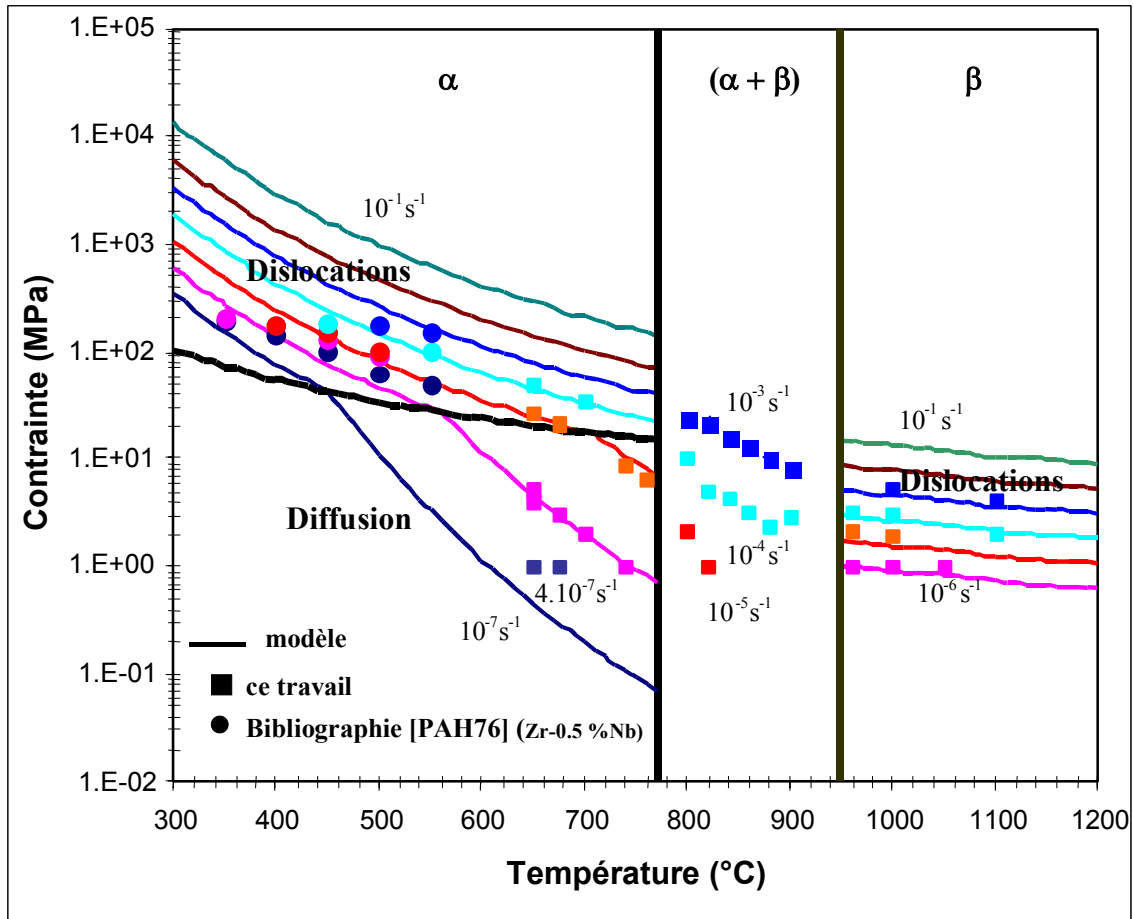 1.E+05
1.E+04
1.E+03
1.E+02
1.E+01
1.E+00
1.E-01
1.E-02
Contrainte (MPa)
α
(α + β)
β
10⁻¹s⁻¹
Dislocations
Diffusion
10⁻⁷s⁻¹
4.10⁻⁷s⁻¹
10⁻³s⁻¹
10⁻⁴s⁻¹
10⁻⁵s⁻¹
10⁻¹ s⁻¹
Dislocations
10⁻⁶s⁻¹
modèle
ce travail
Bibliographie [PAH76] (Zr-0.5 %Nb)
300 400 500 600 700 800 900 1000 1100 1200
Température (°C)